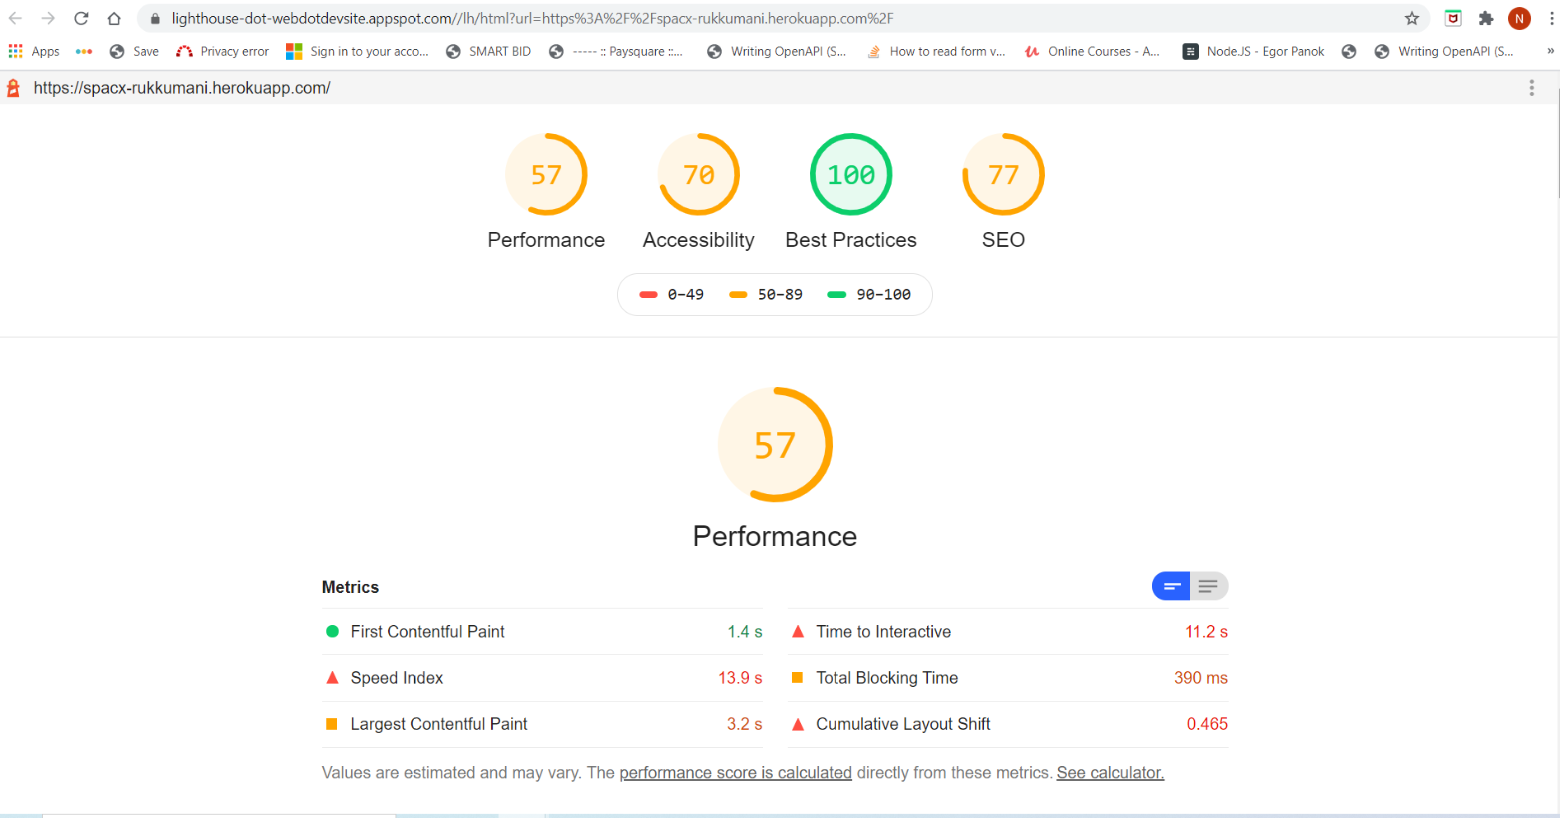 lighthouse-dot-webdotdevsite.appspot.com//lh/html?url=https%3A%2F%2Fspacx-rukkumani.herokuapp.com%2F
N
Apps Save Privacy error Sign in to your acco... SMART BID ----- :: Paysquare ::... Writing OpenAPI (S... How to read form v... Online Courses - A... NodeJS - Egor Panok Writing OpenAPI (S... »
https://spacx-rukkumani.herokuapp.com/
57 70 100 77
Performance Accessibility Best Practices SEO
0–49 50–89 90–100
57
Performance
Metrics
First Contentful Paint 1.4 s Time to Interactive 11.2 s
Speed Index 13.9 s Total Blocking Time 390 ms
Largest Contentful Paint 3.2 s Cumulative Layout Shift 0.465
Values are estimated and may vary. The performance score is calculated directly from these metrics. See calculator.